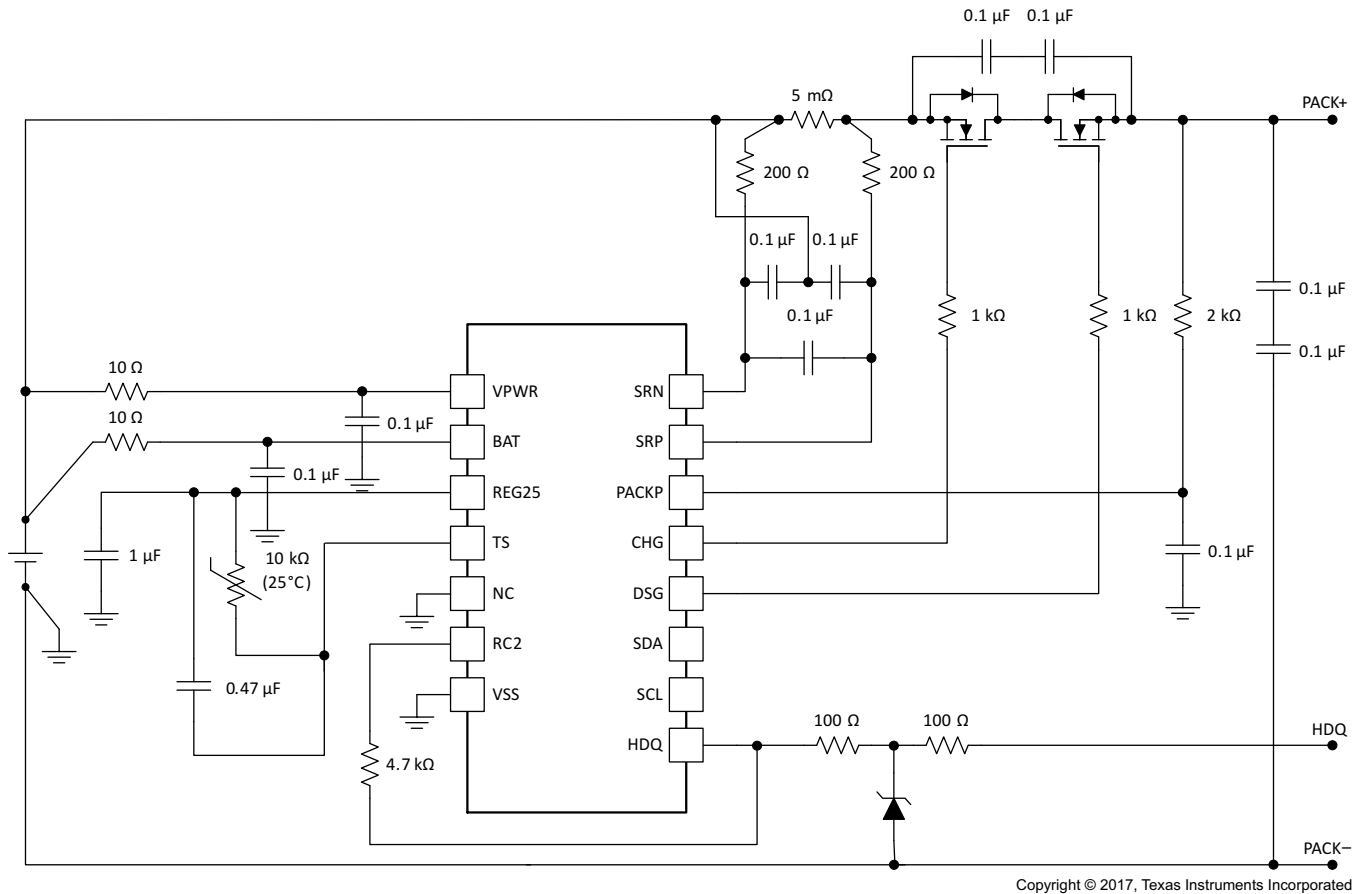 0.1 µF 0.1 µF
5 mΩ
PACK+
200 Ω
200 Ω
0.1 µF 0.1 µF
0.1 µF
1 kΩ
1 kΩ
2 kΩ
0.1 µF
0.1 µF
10 Ω
VPWR
SRN
10 Ω
0.1 µF
BAT
SRP
0.1 µF
REG25
PACKP
1 µF
10 kΩ
(25°C)
TS
CHG
0.1 µF
NC
DSG
RC2
SDA
0.47 µF
VSS
SCL
HDQ
100 Ω
100 Ω
HDQ
4.7 kΩ
PACK−
Copyright © 2017, Texas Instruments Incorporated